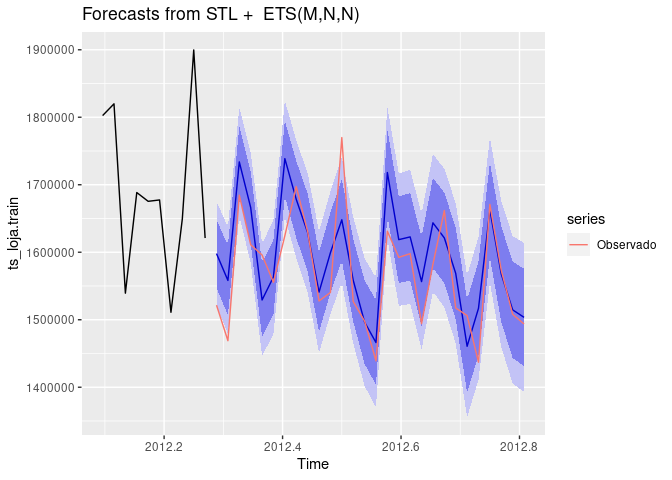 Forecasts from STL +  ETS(M,N,N)
ts_loja.train
1900000
1800000
1700000
1600000
1500000
1400000
2012.2
2012.4
2012.6
2012.8
Time
series
Observado